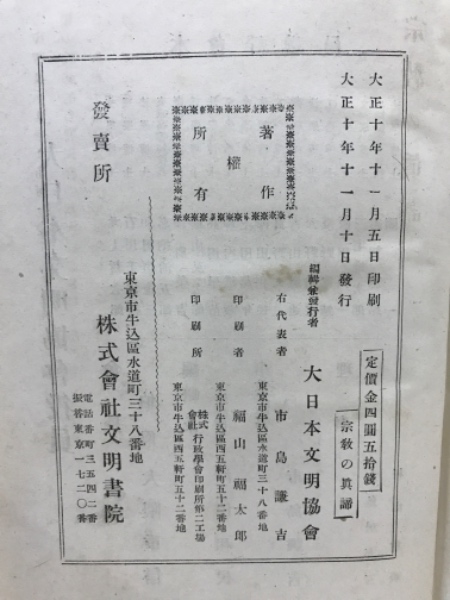 大正十年十一月五日印刷
大正十年十一月十日發行
定價金四圓五拾錢
宗敎の眞諦
著作權所有
編輯兼發行者
大日本文明協會
右代表者
市島謙吉
東京市牛込區水道町三十八番地
印刷者
福山福太郎
東京市牛込區西五軒町五十二番地
印刷所
株式會社 行政學會印刷所第二工場
東京市牛込區西五軒町五十二番地
發賣所
東京市牛込區水道町三十八番地
株式會社文明書院
電話番町三五四二番
振替東京一七二〇番